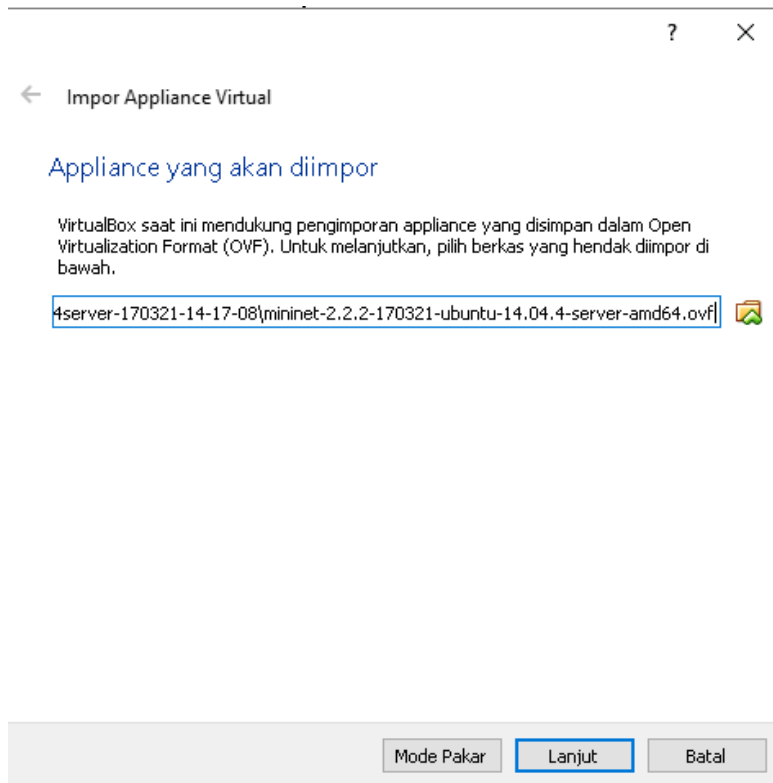 ?
Impor Appliance Virtual
Appliance yang akan diimpor
VirtualBox saat ini mendukung pengimporan appliance yang disimpan dalam Open
Virtualization Format (OVF). Untuk melanjutkan, pilih berkas yang hendak diimpor di
bawah.
4server-170321-14-17-08\mininet-2.2.2-170321-ubuntu-14.04.4-server-amd64.ovf
Mode Pakar Lanjut Batal